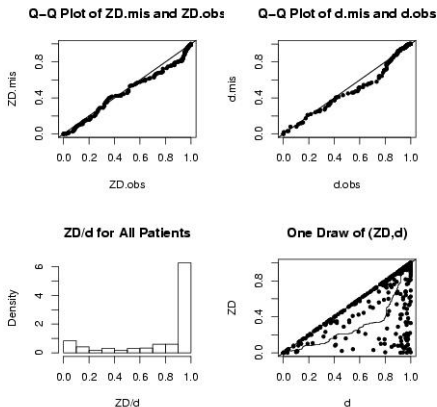 Q-Q Plot of ZD.mis and ZD.obs
ZD.mis
0.0 0.4 0.8
0.0 0.2 0.4 0.6 0.8 1.0
ZD.obs
Q-Q Plot of d.mis and d.obs
d.mis
0.0 0.4 0.8
0.0 0.2 0.4 0.6 0.8 1.0
d.obs
ZD/d for All Patients
Density
0 2 4 6
0.0 0.2 0.4 0.6 0.8 1.0
ZD/d
One Draw of (ZD,d)
ZD
0.0 0.4 0.8
0.0 0.2 0.4 0.6 0.8 1.0
d